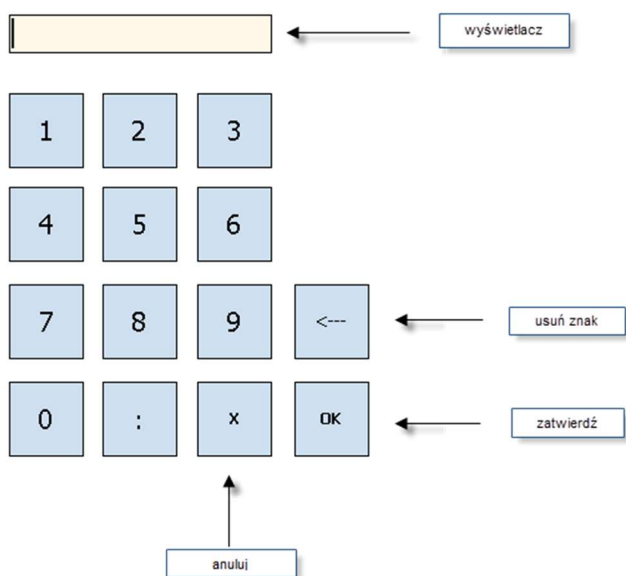 wyświetlacz
1 2 3
4 5 6
7 8 9 <--- usuń znak
0 : x OK zatwierdź
anuluj